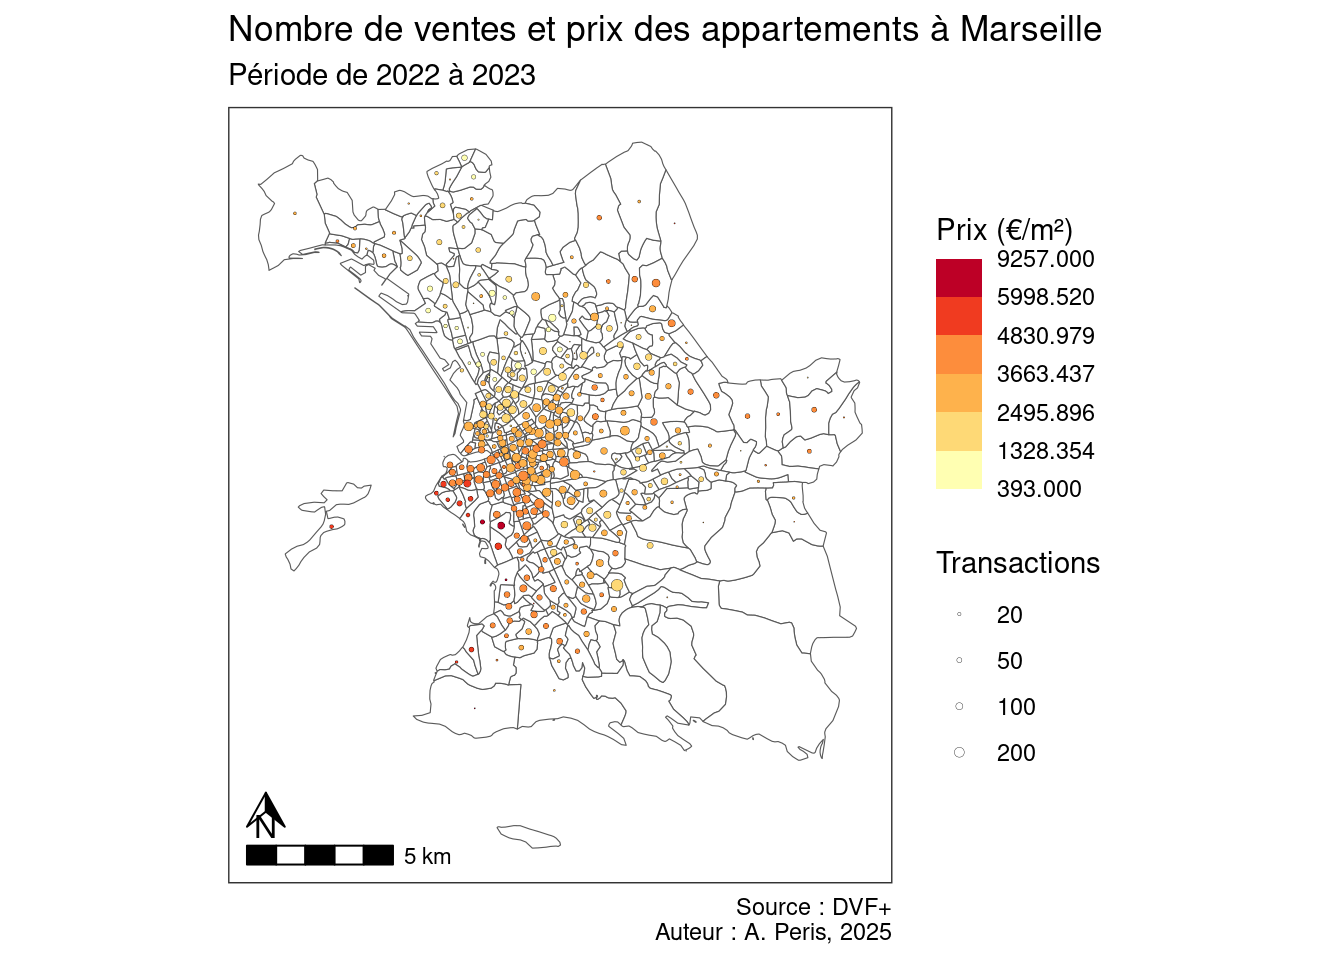 Nombre de ventes et prix des appartements à Marseille
Période de 2022 à 2023
Prix (€/m²)
9257.000
5998.520
4830.979
3663.437
2495.896
1328.354
393.000
Transactions
20
50
100
200
N
5 km
Source : DVF+
Auteur : A. Peris, 2025